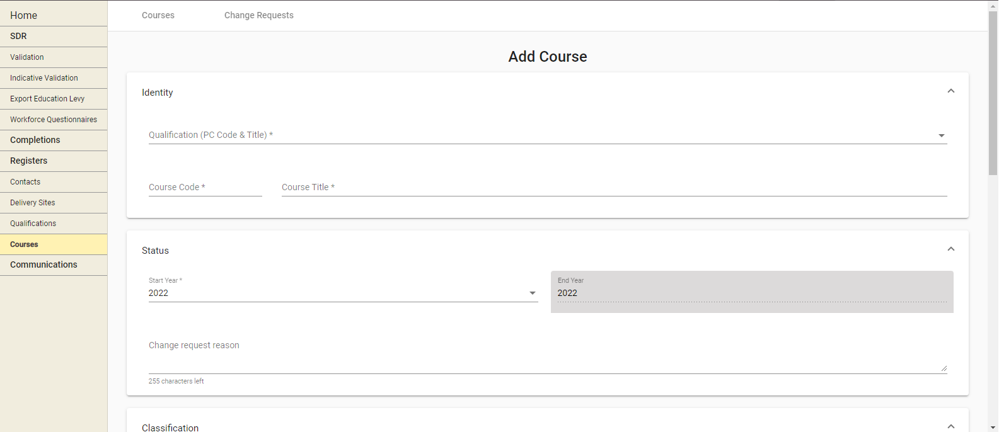 Home
SDR
Validation
Indicative Validation
Export Education Levy
Workforce Questionnaires
Completions
Registers
Contacts
Delivery Sites
Qualifications
Courses
Communications
Courses Change Requests
Add Course
Identity
Qualification (PC Code & Title) *
Course Code * Course Title *
Status
Start Year * End Year
2022 2022
Change request reason
255 characters left
Classification